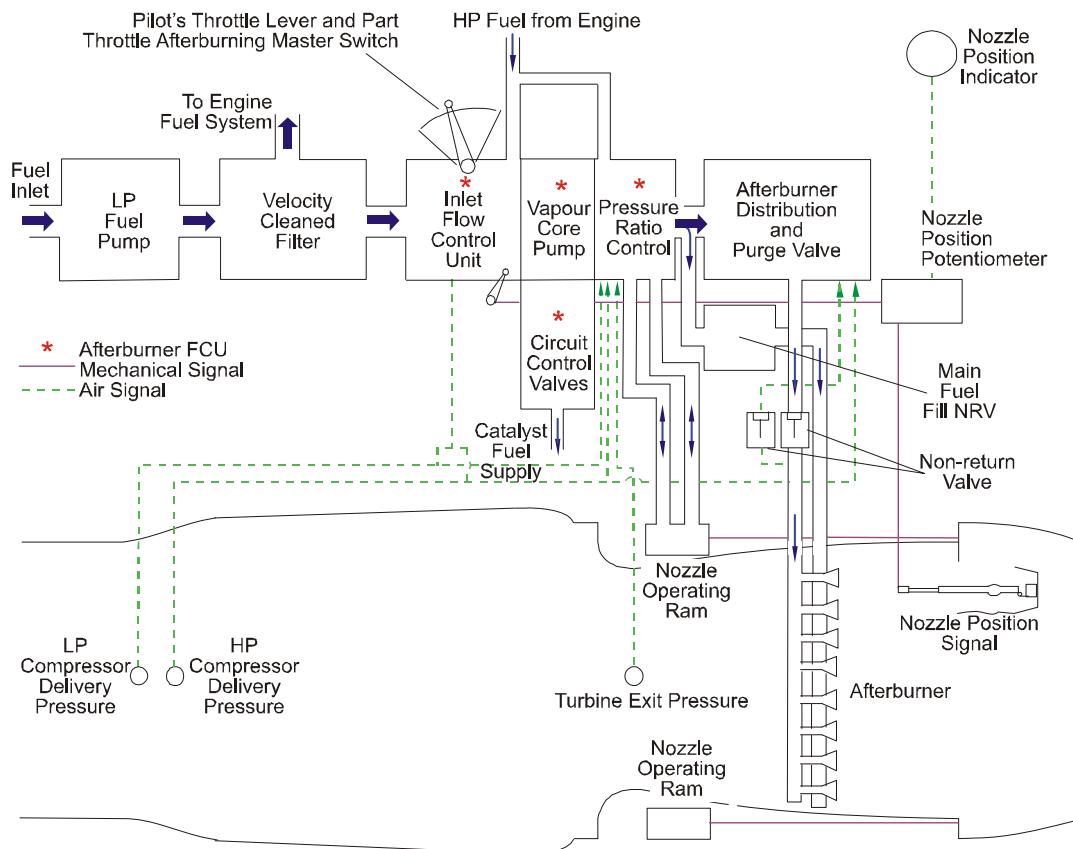 Pilot's Throttle Lever and Part
Throttle Afterburning Master Switch
HP Fuel from Engine
Nozzle
Position
Indicator
To Engine
Fuel System
Fuel
Inlet
LP
Fuel
Pump
Velocity
Cleaned
Filter
*
Inlet
Flow
Control
Unit
*
Vapour
Core
Pump
*
Pressure
Ratio
Control
Afterburner
Distribution
and
Purge Valve
Nozzle
Position
Potentiometer
*
Circuit
Control
Valves
* Afterburner FCU
Mechanical Signal
Air Signal
Main
Fuel
Fill NRV
Catalyst
Fuel
Supply
Non-return
Valve
Nozzle
Operating
Ram
Nozzle Position
Signal
LP
Compressor
Delivery
Pressure
HP
Compressor
Delivery
Pressure
Turbine Exit Pressure
Afterburner
Nozzle
Operating
Ram